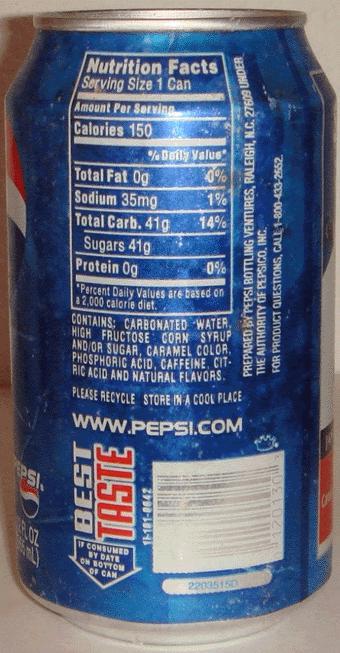 Nutrition Facts
Serving Size 1 Can
Amount Per Serving
Calories 150
% Daily Value*
Total Fat 0g 0%
Sodium 35mg 1%
Total Carb. 41g 14%
Sugars 41g
Protein 0g 0%
*Percent Daily Values are based on
a 2,000 calorie diet.
CONTAINS: CARBONATED WATER,
HIGH FRUCTOSE CORN SYRUP
AND/OR SUGAR, CARAMEL COLOR,
PHOSPHORIC ACID, CAFFEINE, CIT-
RIC ACID AND NATURAL FLAVORS.
PLEASE RECYCLE STORE IN A COOL PLACE
WWW.PEPSI.COM
PREPARED BY PEPSI BOTTLING VENTURES, RALEIGH, N.C. 27609 UNDER
THE AUTHORITY OF PEPSICO, INC.
FOR PRODUCT QUESTIONS, CALL 1-800-433-2652.
BEST
TASTE
IF CONSUMED
BY DATE
ON BOTTOM
OF CAN
2203515D
EPSI.
FL OZ
mL)